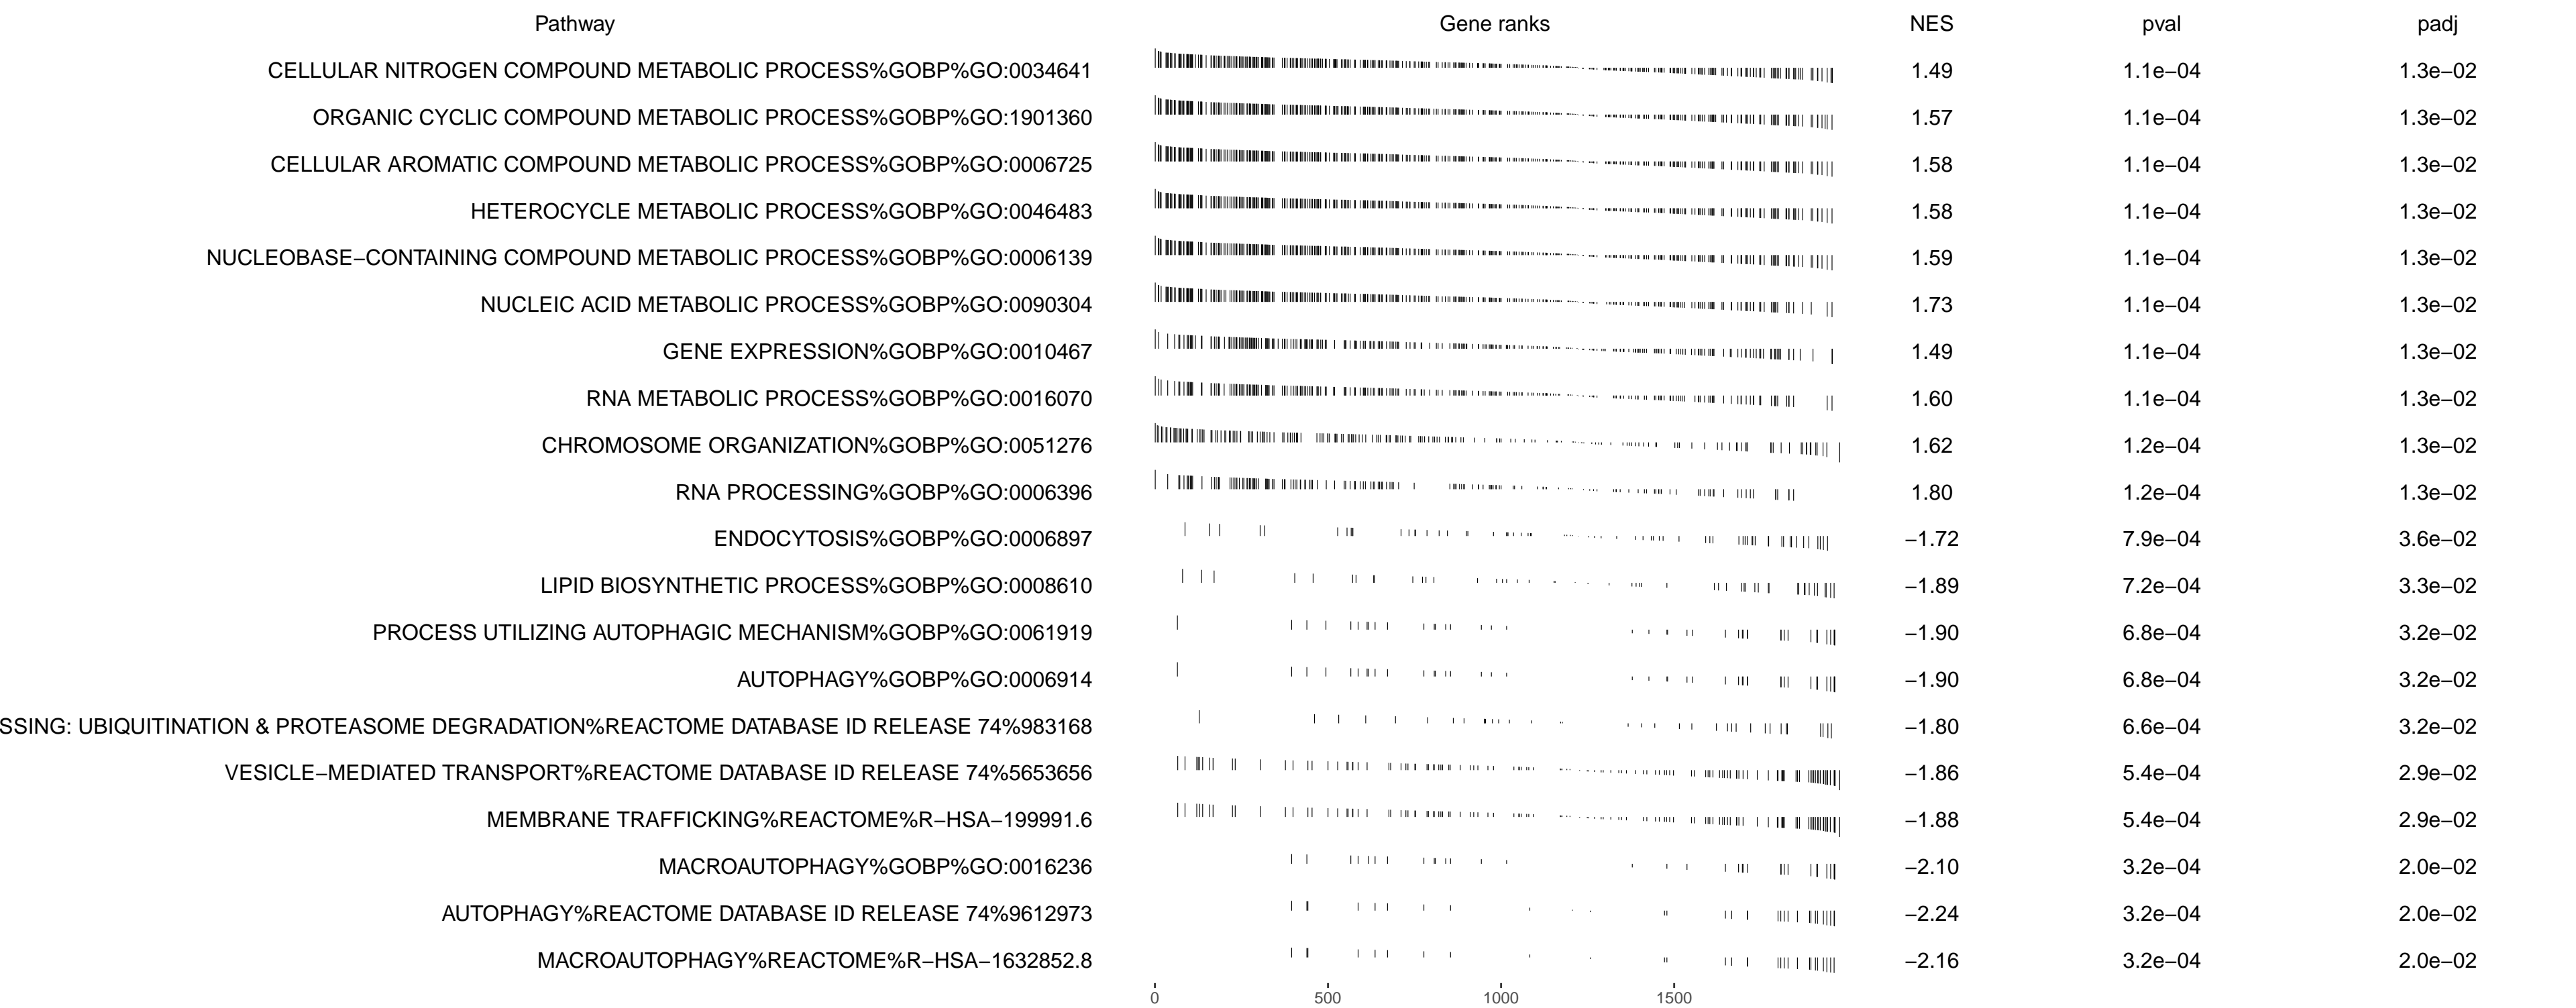 Pathway Gene ranks NES pval padj
CELLULAR NITROGEN COMPOUND METABOLIC PROCESS%GOBP%GO:0034641 1.49 1.1e−04 1.3e−02
ORGANIC CYCLIC COMPOUND METABOLIC PROCESS%GOBP%GO:1901360 1.57 1.1e−04 1.3e−02
CELLULAR AROMATIC COMPOUND METABOLIC PROCESS%GOBP%GO:0006725 1.58 1.1e−04 1.3e−02
HETEROCYCLE METABOLIC PROCESS%GOBP%GO:0046483 1.58 1.1e−04 1.3e−02
NUCLEOBASE−CONTAINING COMPOUND METABOLIC PROCESS%GOBP%GO:0006139 1.59 1.1e−04 1.3e−02
NUCLEIC ACID METABOLIC PROCESS%GOBP%GO:0090304 1.73 1.1e−04 1.3e−02
GENE EXPRESSION%GOBP%GO:0010467 1.49 1.1e−04 1.3e−02
RNA METABOLIC PROCESS%GOBP%GO:0016070 1.60 1.1e−04 1.3e−02
CHROMOSOME ORGANIZATION%GOBP%GO:0051276 1.62 1.2e−04 1.3e−02
RNA PROCESSING%GOBP%GO:0006396 1.80 1.2e−04 1.3e−02
ENDOCYTOSIS%GOBP%GO:0006897 −1.72 7.9e−04 3.6e−02
LIPID BIOSYNTHETIC PROCESS%GOBP%GO:0008610 −1.89 7.2e−04 3.3e−02
PROCESS UTILIZING AUTOPHAGIC MECHANISM%GOBP%GO:0061919 −1.90 6.8e−04 3.2e−02
AUTOPHAGY%GOBP%GO:0006914 −1.90 6.8e−04 3.2e−02
SSING: UBIQUITINATION & PROTEASOME DEGRADATION%REACTOME DATABASE ID RELEASE 74%983168 −1.80 6.6e−04 3.2e−02
VESICLE−MEDIATED TRANSPORT%REACTOME DATABASE ID RELEASE 74%5653656 −1.86 5.4e−04 2.9e−02
MEMBRANE TRAFFICKING%REACTOME%R−HSA−199991.6 −1.88 5.4e−04 2.9e−02
MACROAUTOPHAGY%GOBP%GO:0016236 −2.10 3.2e−04 2.0e−02
AUTOPHAGY%REACTOME DATABASE ID RELEASE 74%9612973 −2.24 3.2e−04 2.0e−02
MACROAUTOPHAGY%REACTOME%R−HSA−1632852.8 −2.16 3.2e−04 2.0e−02
0 500 1000 1500